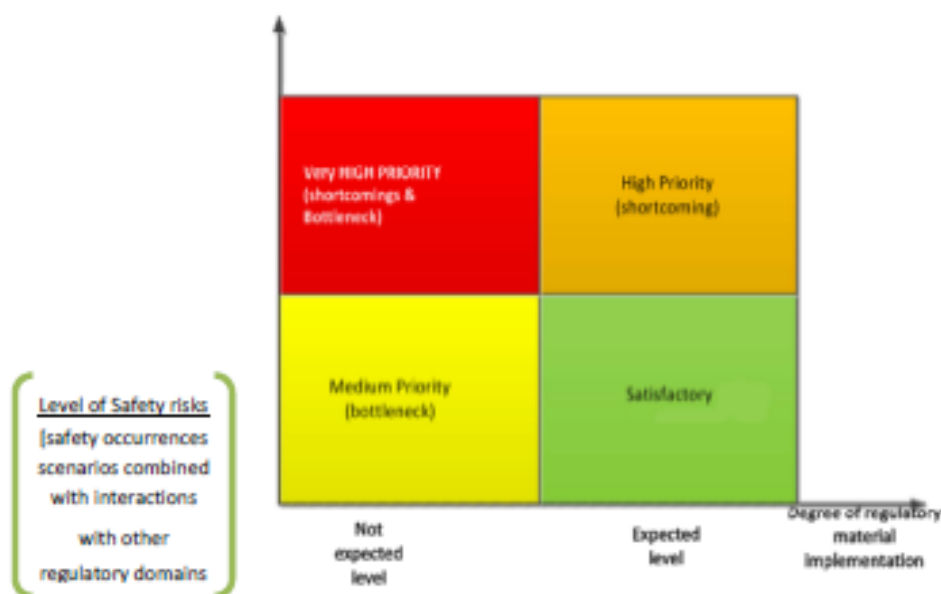 Very HIGH PRIORITY
(shortcomings &
Bottleneck)
High Priority
(shortcoming)
Medium Priority
(bottleneck)
Satisfactory
Level of Safety risks
[safety occurrences
scenarios combined
with interactions
with other
regulatory domains
Not
expected
level
Expected
level
Degree of regulatory
material
implementation